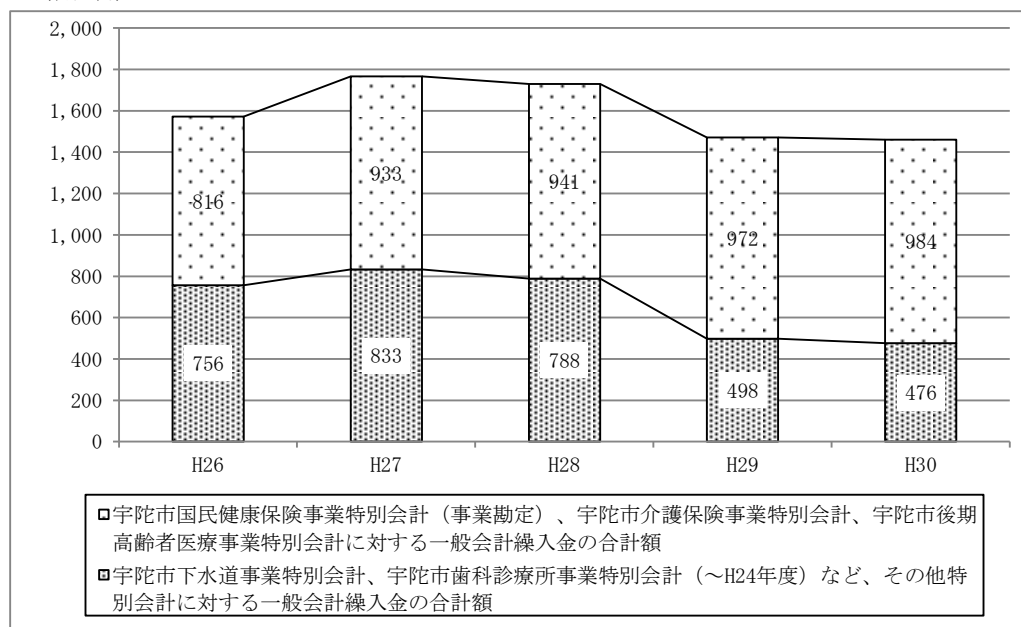 2,000
1,800
1,600
1,400
1,200
1,000
800
600
400
200
0
816
933
941
972
984
756
833
788
498
476
H26
H27
H28
H29
H30
宇陀市国民健康保険事業特別会計（事業勘定）、宇陀市介護保険事業特別会計、宇陀市後期
高齢者医療事業特別会計に対する一般会計繰入金の合計額
宇陀市下水道事業特別会計、宇陀市歯科診療所事業特別会計（～H24年度）など、その他特
別会計に対する一般会計繰入金の合計額